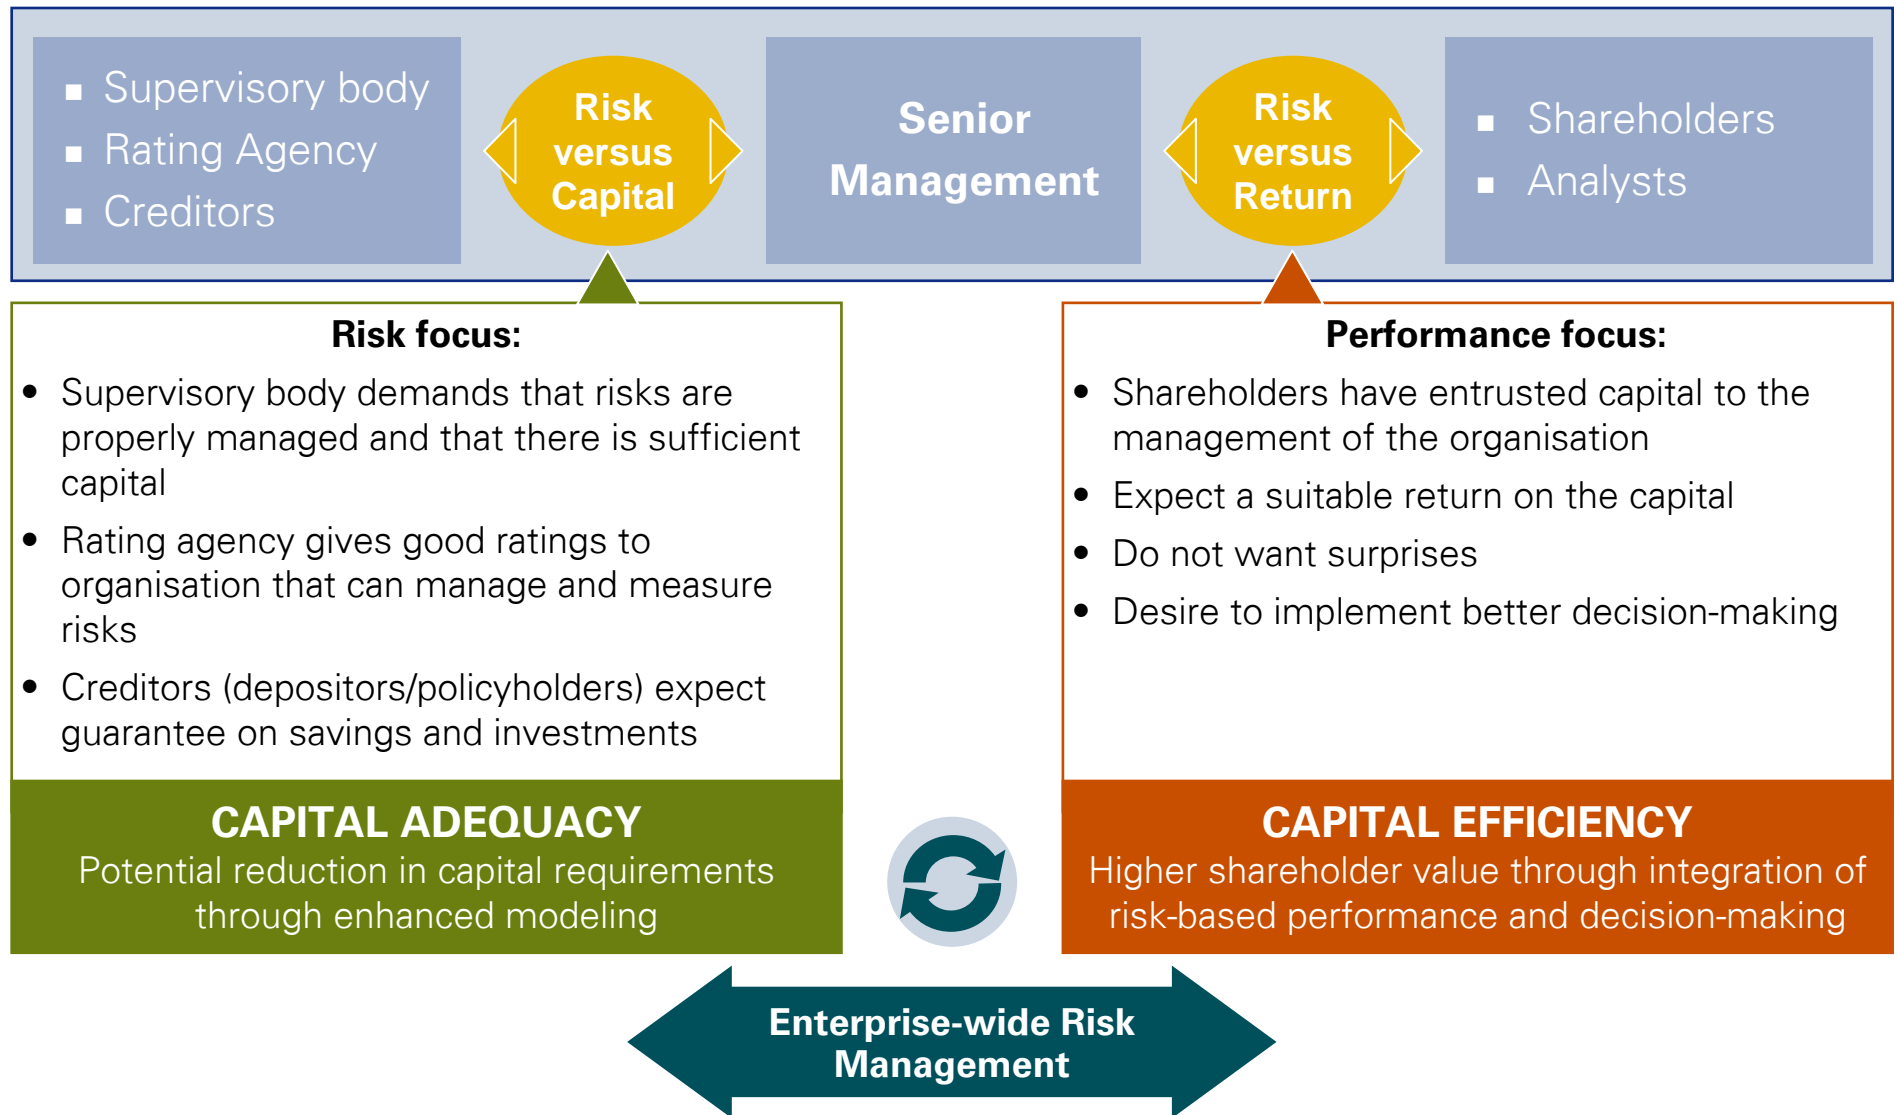 ■ Supervisory body
■ Rating Agency
■ Creditors
Risk
versus
Capital
Senior
Management
Risk
versus
Return
■ Shareholders
■ Analysts
Risk focus:
• Supervisory body demands that risks are
properly managed and that there is sufficient
capital
• Rating agency gives good ratings to
organisation that can manage and measure
risks
• Creditors (depositors/policyholders) expect
guarantee on savings and investments
CAPITAL ADEQUACY
Potential reduction in capital requirements
through enhanced modeling
Performance focus:
• Shareholders have entrusted capital to the
management of the organisation
• Expect a suitable return on the capital
• Do not want surprises
• Desire to implement better decision-making
CAPITAL EFFICIENCY
Higher shareholder value through integration of
risk-based performance and decision-making
Enterprise-wide Risk
Management